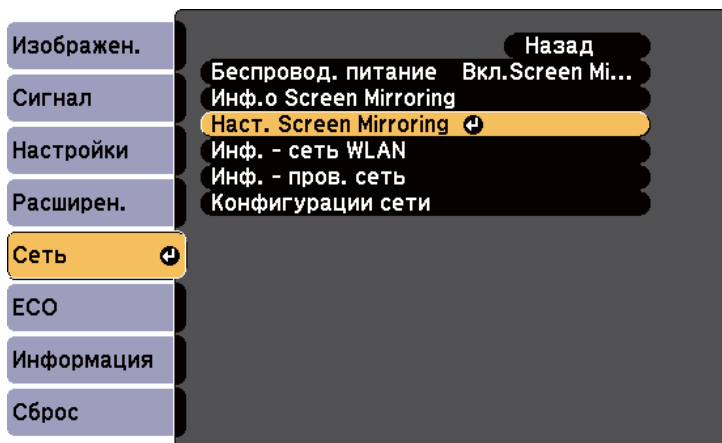 Изображен.
Сигнал
Настройки
Расширен.
Сеть
ECO
Информация
Сброс
Назад
Беспровод. питание Вкл.Screen Mi...
Инф.о Screen Mirroring
Наст. Screen Mirroring
Инф. - сеть WLAN
Инф. - пров. сеть
Конфигурации сети